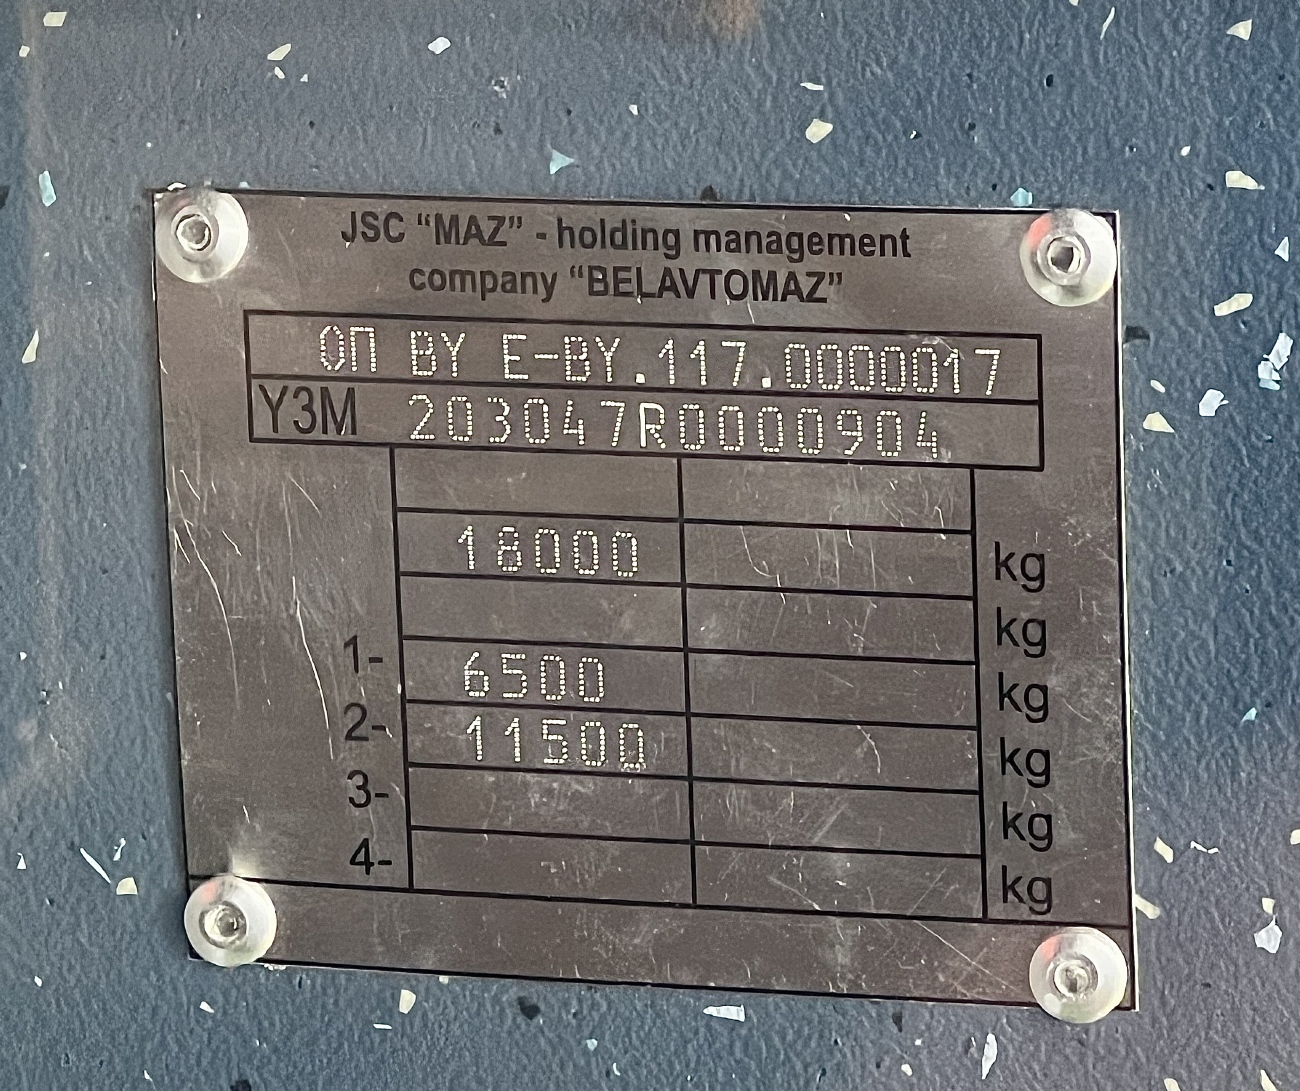 JSC “MAZ” - holding management
company “BELAVTOMAZ”
ОП BY E-BY.117.0000017
Y3M 203047R0000904
18000 kg
kg
1- 6500 kg
2- 11500 kg
3- kg
4- kg